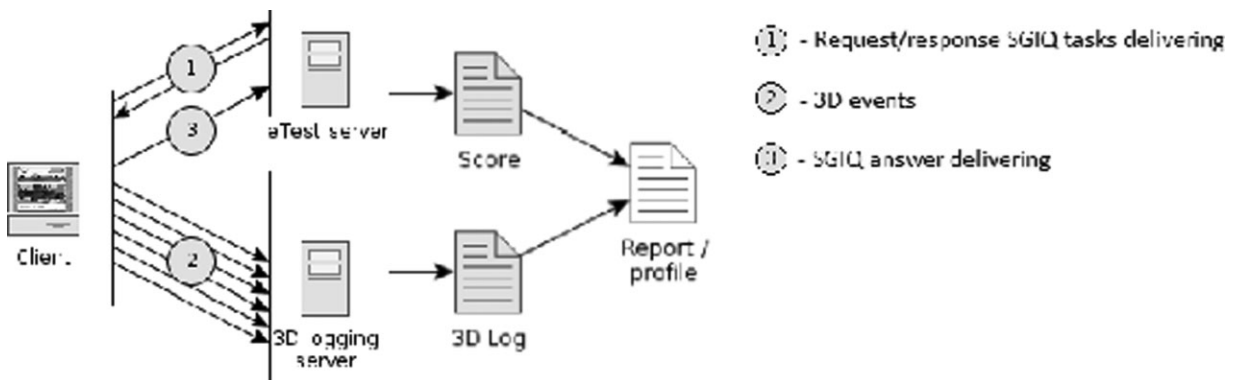 1
3
2
Client
eTest server
Score
3D logging
server
3D Log
Report /
profile
1 - Request/response SGIQ tasks delivering
2 - 3D events
3 - SGIQ answer delivering